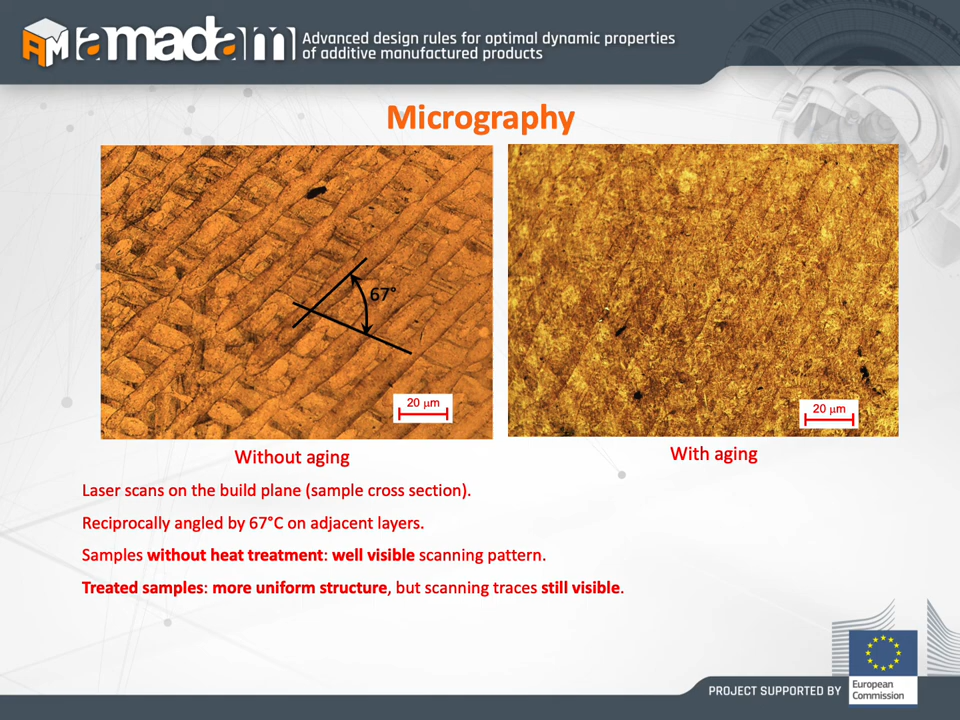 AM amadam Advanced design rules for optimal dynamic properties
of additive manufactured products
Micrography
67°
20 μm
20 μm
Without aging
With aging
Laser scans on the build plane (sample cross section).
Reciprocally angled by 67°C on adjacent layers.
Samples without heat treatment: well visible scanning pattern.
Treated samples: more uniform structure, but scanning traces still visible.
PROJECT SUPPORTED BY
European
Commission